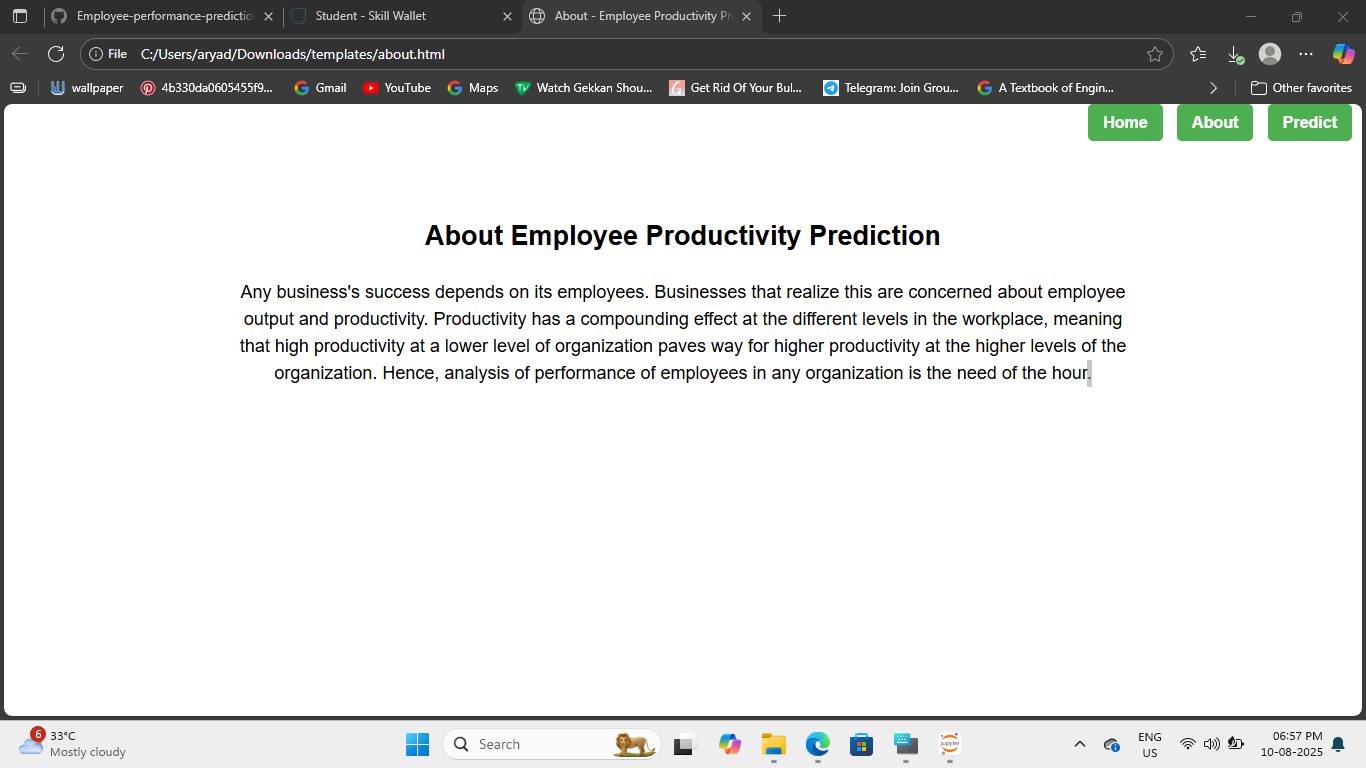 Employee-performance-predictio
Student - Skill Wallet
About - Employee Productivity Pr
File C:/Users/aryad/Downloads/templates/about.html
wallpaper 4b330da0605455f9... Gmail YouTube Maps TV Watch Gekkan Shou... G Get Rid Of Your Bul... Telegram: Join Grou... A Textbook of Engin... Other favorites
Home About Predict
About Employee Productivity Prediction
Any business's success depends on its employees. Businesses that realize this are concerned about employee
output and productivity. Productivity has a compounding effect at the different levels in the workplace, meaning
that high productivity at a lower level of organization paves way for higher productivity at the higher levels of the
organization. Hence, analysis of performance of employees in any organization is the need of the hour.
6 33°C
Mostly cloudy
Search
jupyter
ENG
US
06:57 PM
10-08-2025